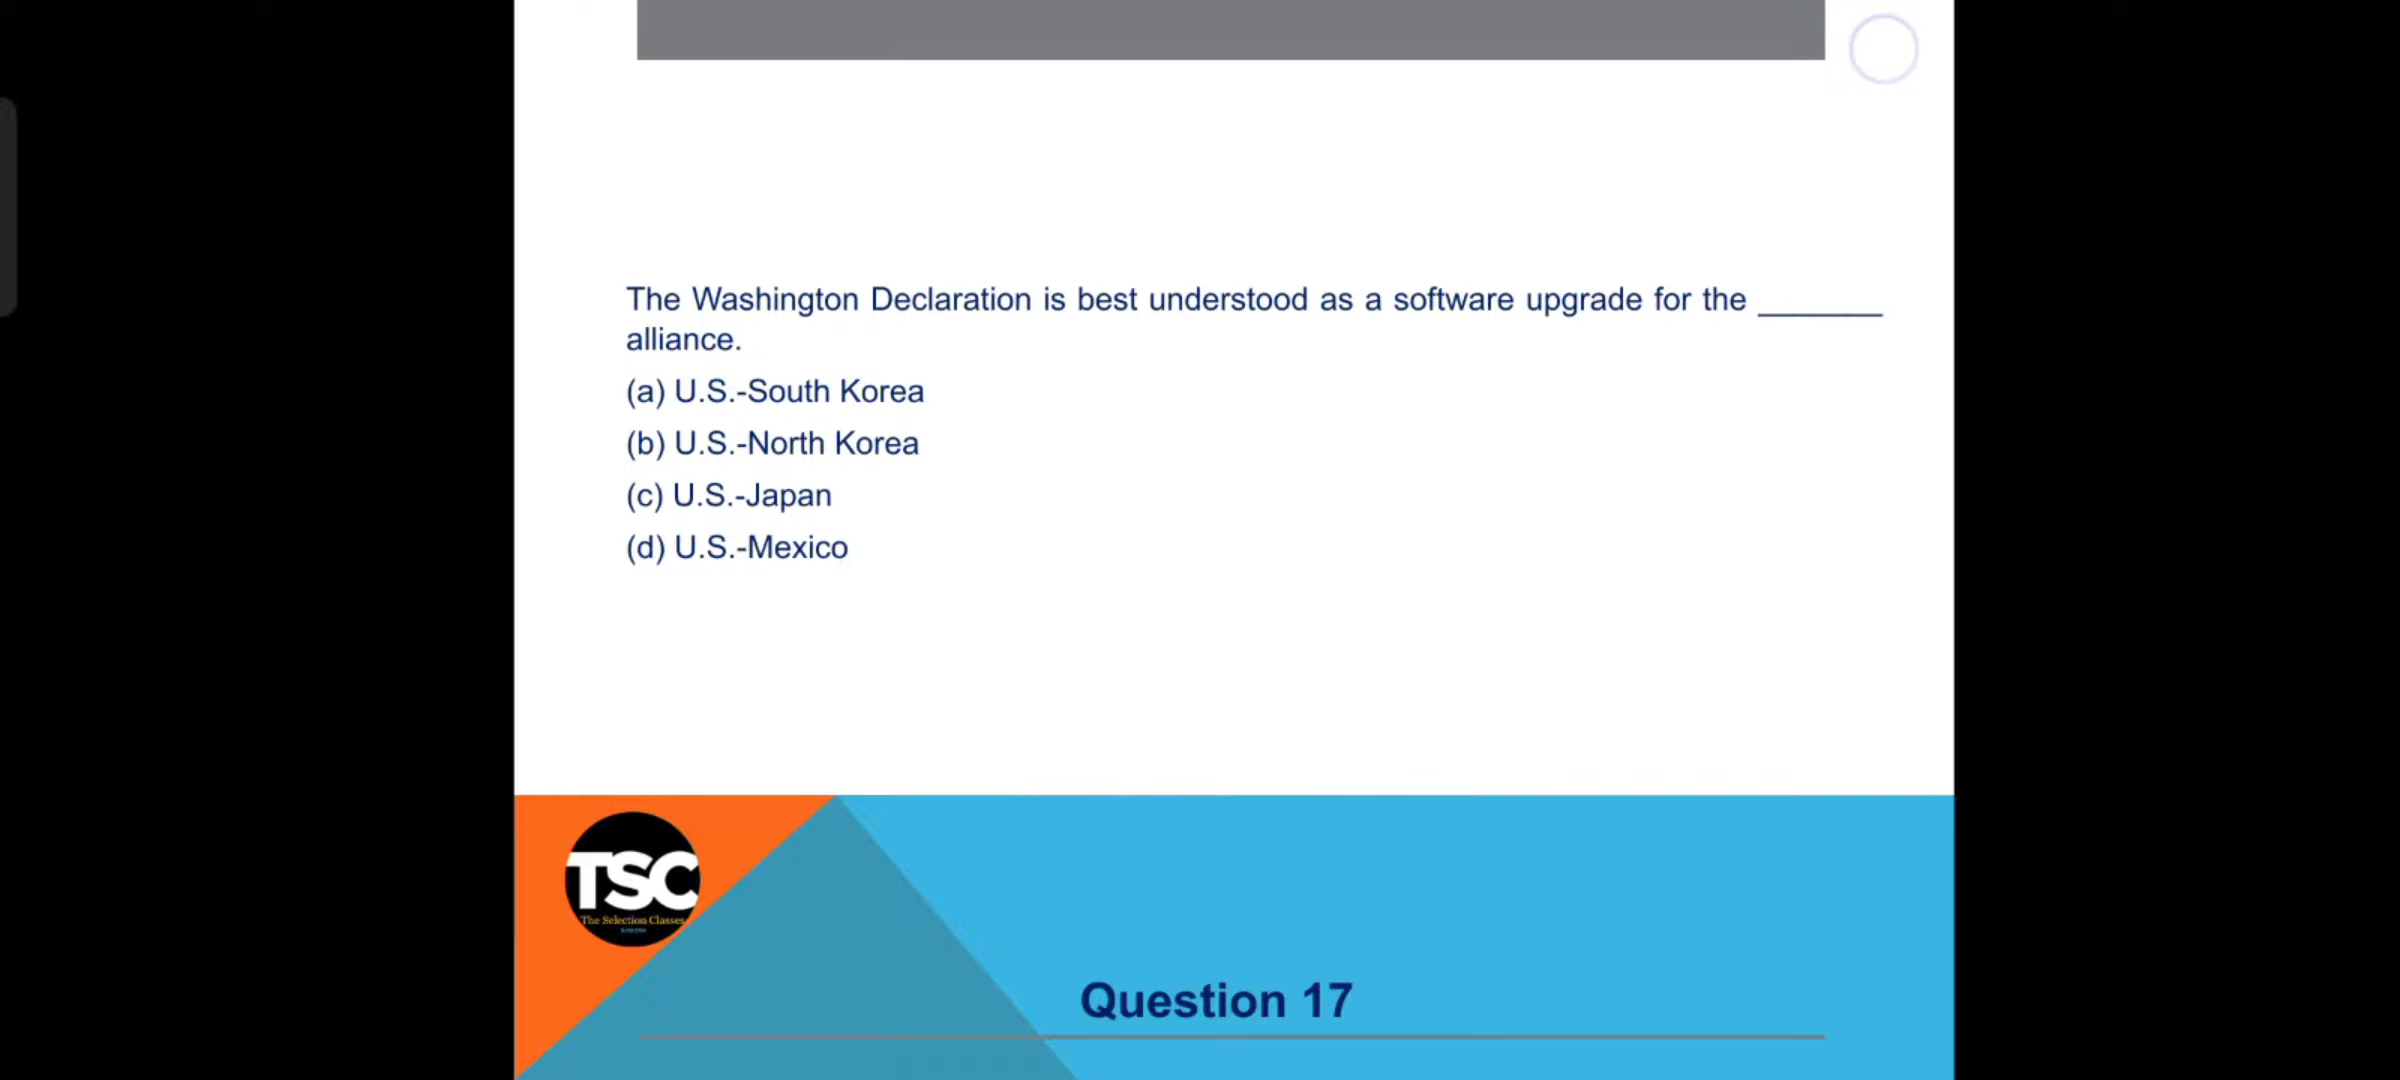 The Washington Declaration is best understood as a software upgrade for the _______
alliance.
(a) U.S.-South Korea
(b) U.S.-North Korea
(c) U.S.-Japan
(d) U.S.-Mexico
TSC
The Selection Classes
Question 17